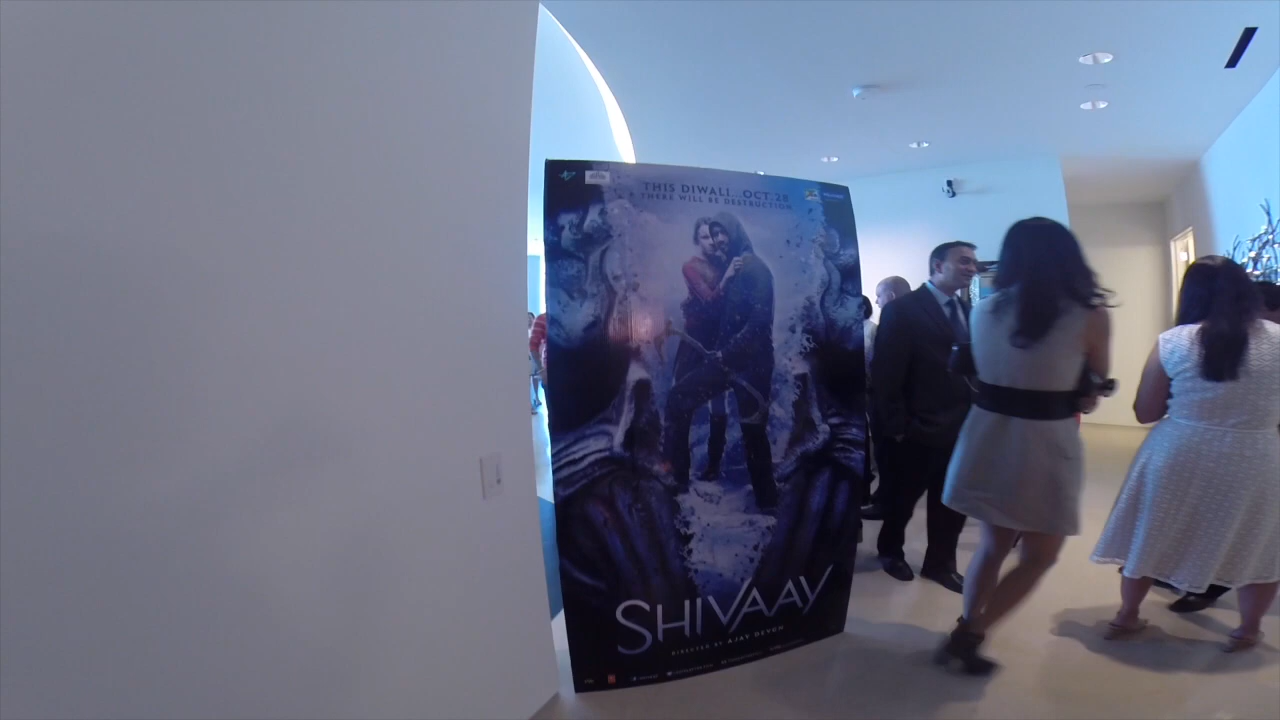 THIS DIWALI...OCT.28
THERE WILL BE DESTRUCTION
SHIVAAY
DIRECTED BY AJAY DEVGN